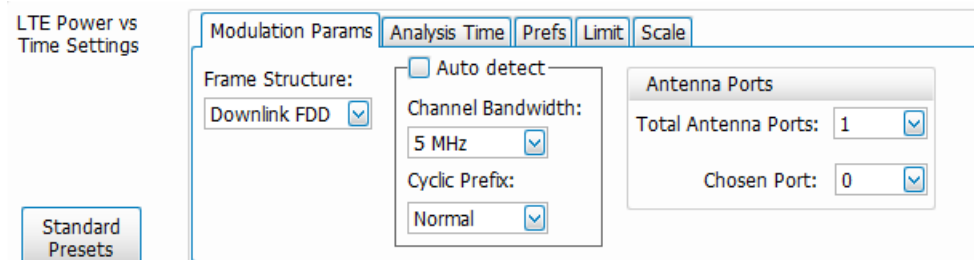 LTE Power vs
Time Settings
Modulation Params Analysis Time Prefs Limit Scale
Frame Structure:
Downlink FDD
Auto detect
Channel Bandwidth:
5 MHz
Cyclic Prefix:
Normal
Antenna Ports
Total Antenna Ports: 1
Chosen Port: 0
Standard
Presets